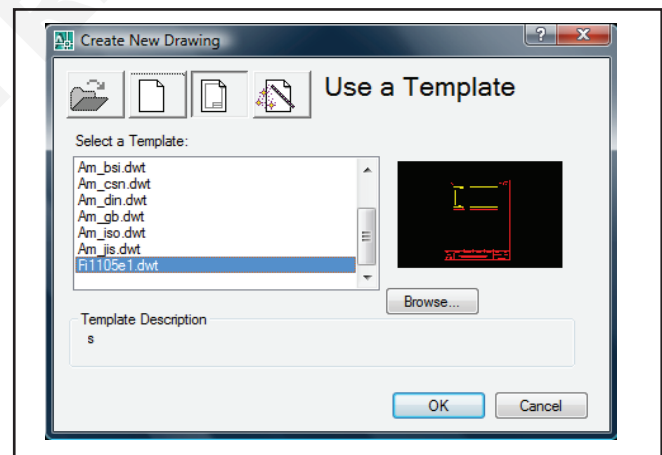 Create New Drawing
Use a Template
Select a Template:
Am_bsi.dwt
Am_csn.dwt
Am_din.dwt
Am_gb.dwt
Am_iso.dwt
Am_jis.dwt
Fi1105e1.dwt
Browse...
Template Description
s
OK Cancel